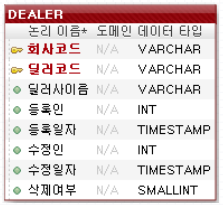 DEALER
논리 이름* 도메인 데이터 타입
회사코드 N/A VARCHAR
딜러코드 N/A VARCHAR
딜러사이름 N/A VARCHAR
등록인 N/A INT
등록일자 N/A TIMESTAMP
수정인 N/A INT
수정일자 N/A TIMESTAMP
삭제여부 N/A SMALLINT